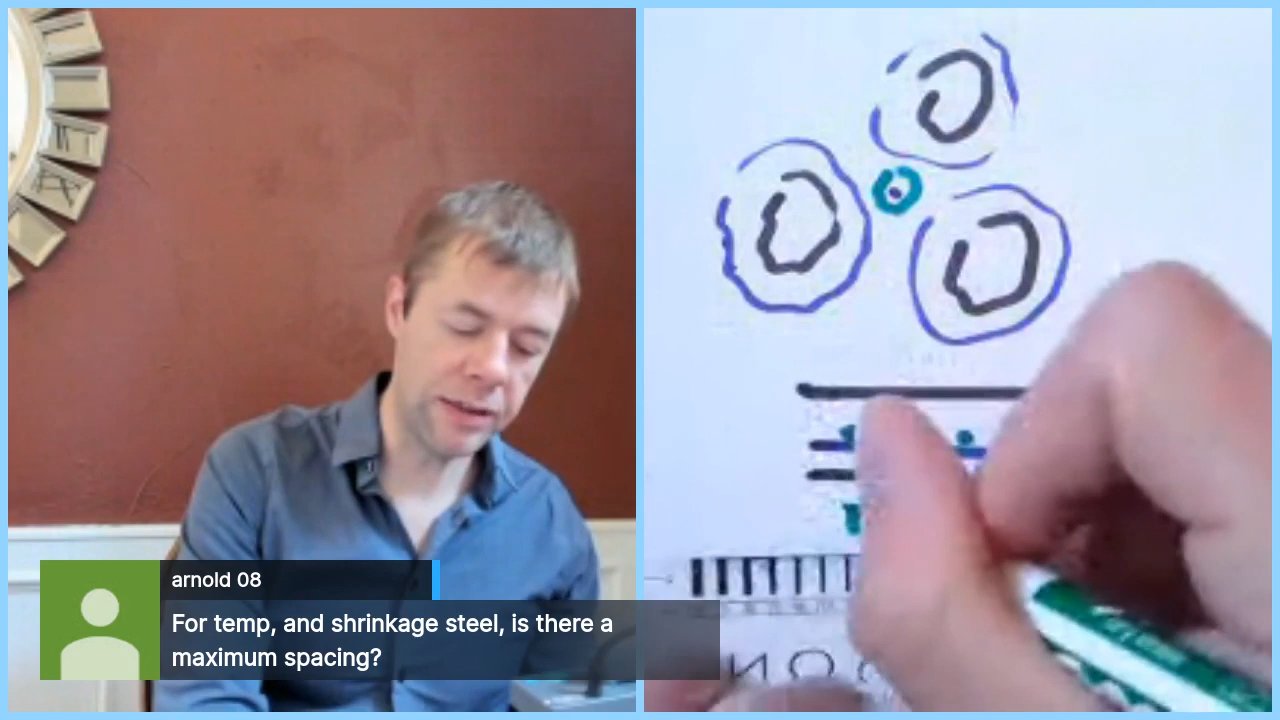 arnold 08
For temp, and shrinkage steel, is there a
maximum spacing?